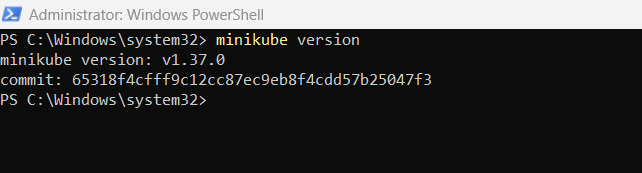 Administrator: Windows PowerShell
PS C:\Windows\system32> minikube version
minikube version: v1.37.0
commit: 65318f4cfff9c12cc87ec9eb8f4cdd57b25047f3
PS C:\Windows\system32>